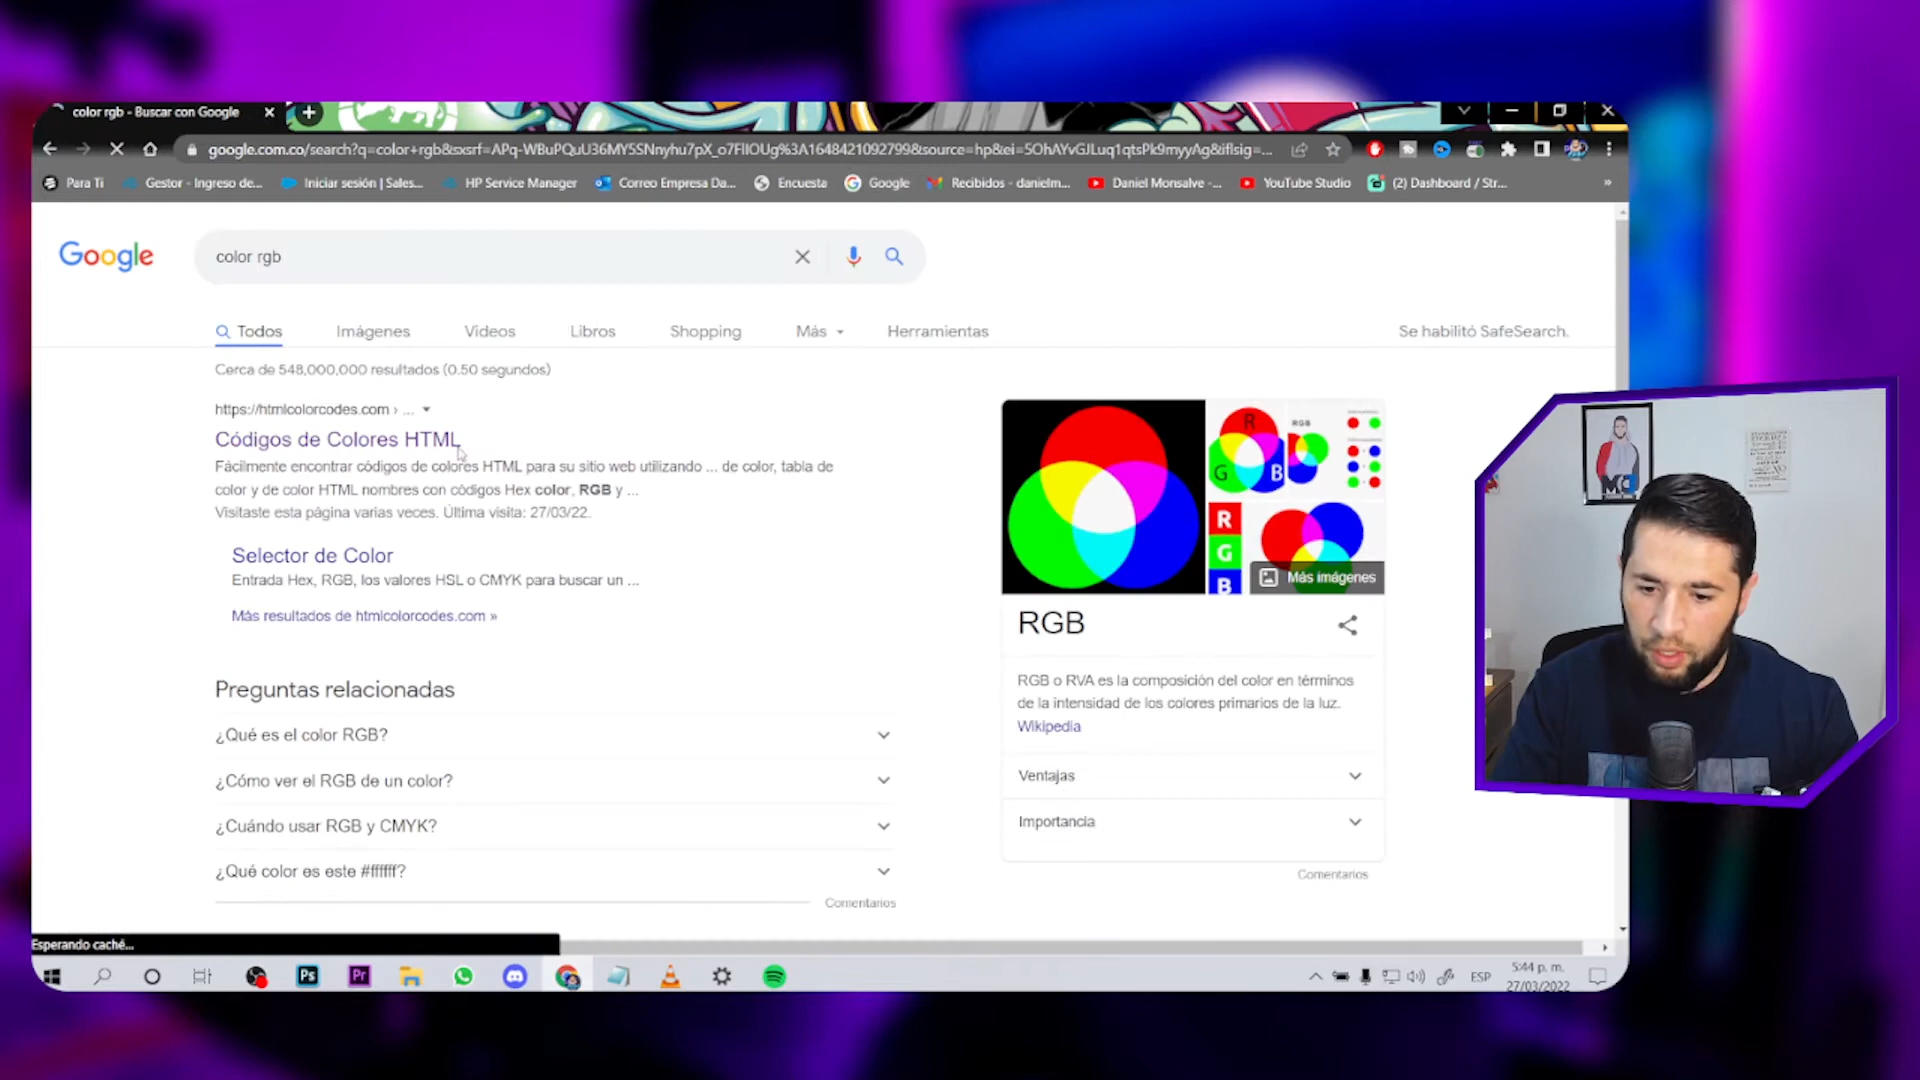 color rgb - Buscar con Google
google.com.co/search?q=color+rgb&sxsrf=APq-WBuPQuU36MY5SNnyhu7pX_o7FlIOUg%3A1648421092799&source=hp&ei=5OhAYvGJLuq1qtsPk9myyAg&iflsig=...
Para Ti
Gestor - Ingreso de...
Iniciar sesión | Sales...
HP Service Manager
Correo Empresa Da...
Encuesta
Google
Recibidos - danielm...
Daniel Monsalve -...
YouTube Studio
(2) Dashboard / Str...
»
Google
color rgb
Todos
Imágenes
Videos
Libros
Shopping
Más
Herramientas
Se habilitó SafeSearch.
Cerca de 548,000,000 resultados (0.50 segundos)
https://htmlcolorcodes.com › ...
Códigos de Colores HTML
Fácilmente encontrar códigos de colores HTML para su sitio web utilizando ... de color, tabla de
color y de color HTML nombres con códigos Hex color, RGB y ...
Visitaste esta página varias veces. Última visita: 27/03/22.
Selector de Color
Entrada Hex, RGB, los valores HSL o CMYK para buscar un ...
Más resultados de htmlcolorcodes.com »
Preguntas relacionadas
¿Qué es el color RGB?
¿Cómo ver el RGB de un color?
¿Cuándo usar RGB y CMYK?
¿Qué color es este #ffffff?
Comentarios
R
G
B
RGB
R
G
B
Más imágenes
RGB
RGB o RVA es la composición del color en términos
de la intensidad de los colores primarios de la luz.
Wikipedia
Ventajas
Importancia
Comentarios
Esperando caché...
Ps
Pr
ESP
5:44 p. m.
27/03/2022